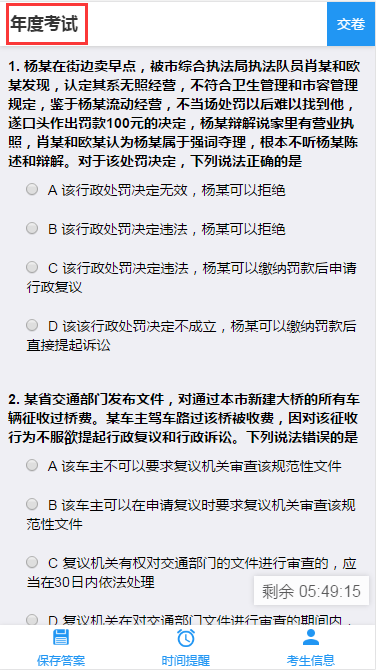 年度考试
交卷
1. 杨某在街边卖早点，被市综合执法局执法队员肖某和欧
某发现，认定其系无照经营，不符合卫生管理和市容管理
规定，鉴于杨某流动经营，不当场处罚以后难以找到他，
遂口头作出罚款100元的决定，杨某辩解说家里有营业执
照，肖某和欧某认为杨某属于强词夺理，根本不听杨某陈
述和辩解。对于该处罚决定，下列说法正确的是
A 该行政处罚决定无效，杨某可以拒绝
B 该行政处罚决定违法，杨某可以拒绝
C 该行政处罚决定违法，杨某可以缴纳罚款后申请
行政复议
D 该该行政处罚决定不成立，杨某可以缴纳罚款后
直接提起诉讼
2. 某省交通部门发布文件，对通过本市新建大桥的所有车
辆征收过桥费。某车主驾车路过该桥被收费，因对该征收
行为不服欲提起行政复议和行政诉讼。下列说法错误的是
A 该车主不可以要求复议机关审查该规范性文件
B 该车主可以在申请复议时要求复议机关审查该规
范性文件
C 复议机关有权对交通部门的文件进行审查的，应
当在30日内依法处理
剩余 05:49:15
D 复议机关在对交通部门文件进行审查的期间内，
保存答案
时间提醒
考生信息